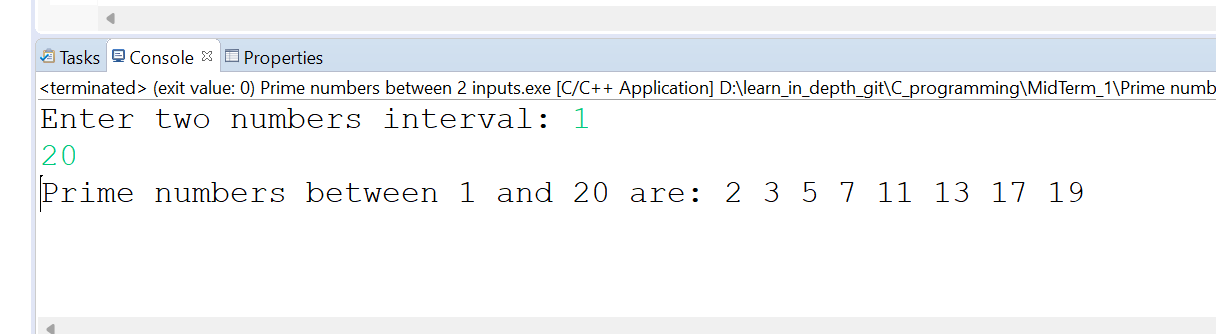 Tasks Console Properties
<terminated> (exit value: 0) Prime numbers between 2 inputs.exe [C/C++ Application] D:\learn_in_depth_git\C_programming\MidTerm_1\Prime numb
Enter two numbers interval: 1
20
Prime numbers between 1 and 20 are: 2 3 5 7 11 13 17 19